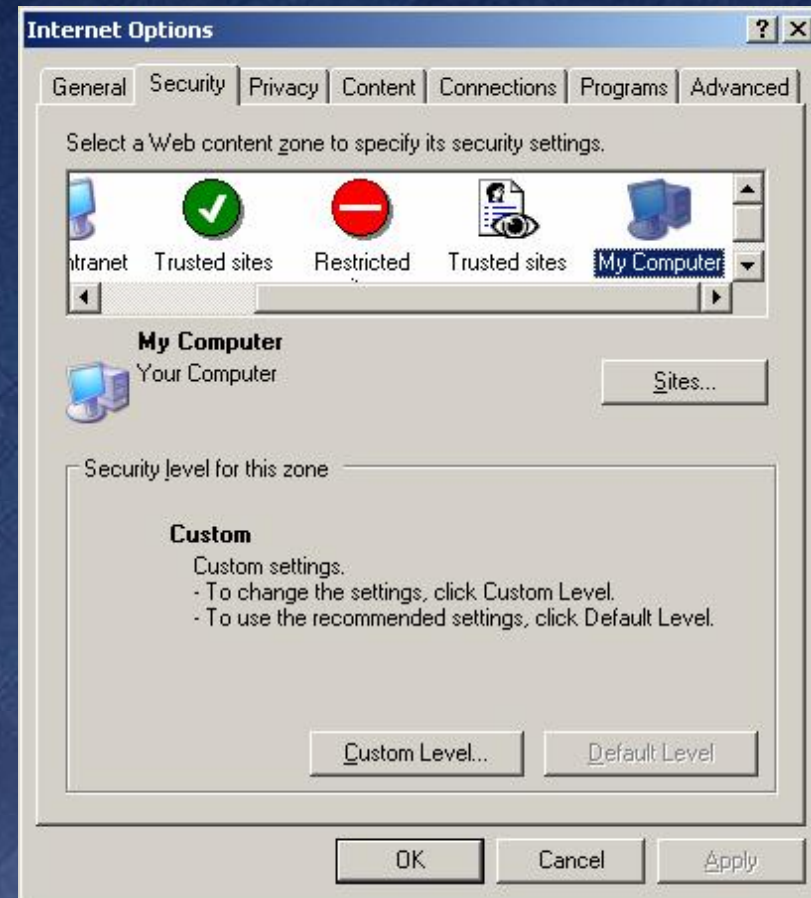 Internet Options
General Security Privacy Content Connections Programs Advanced
Select a Web content zone to specify its security settings.
ntranet Trusted sites Restricted Trusted sites My Computer
My Computer
Your Computer
Sites...
Security level for this zone
Custom
Custom settings.
- To change the settings, click Custom Level.
- To use the recommended settings, click Default Level.
Custom Level... Default Level
OK Cancel Apply